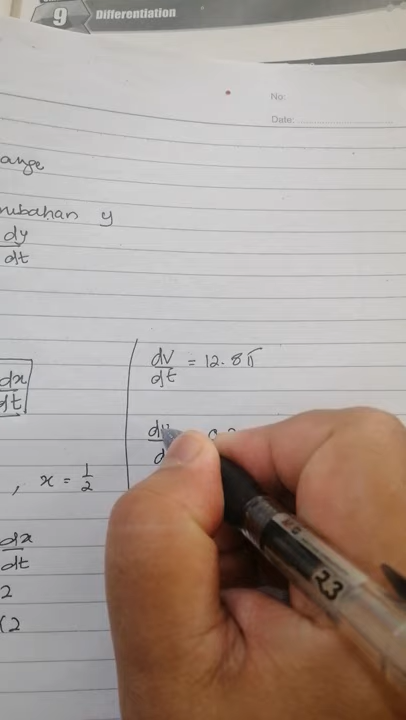 9 Differentiation
No:
Date:
ange
ubahan y
dy
dt
dx
dt
, x = 1/2
dx
dt
2
(2
dV/dt = 12.8π